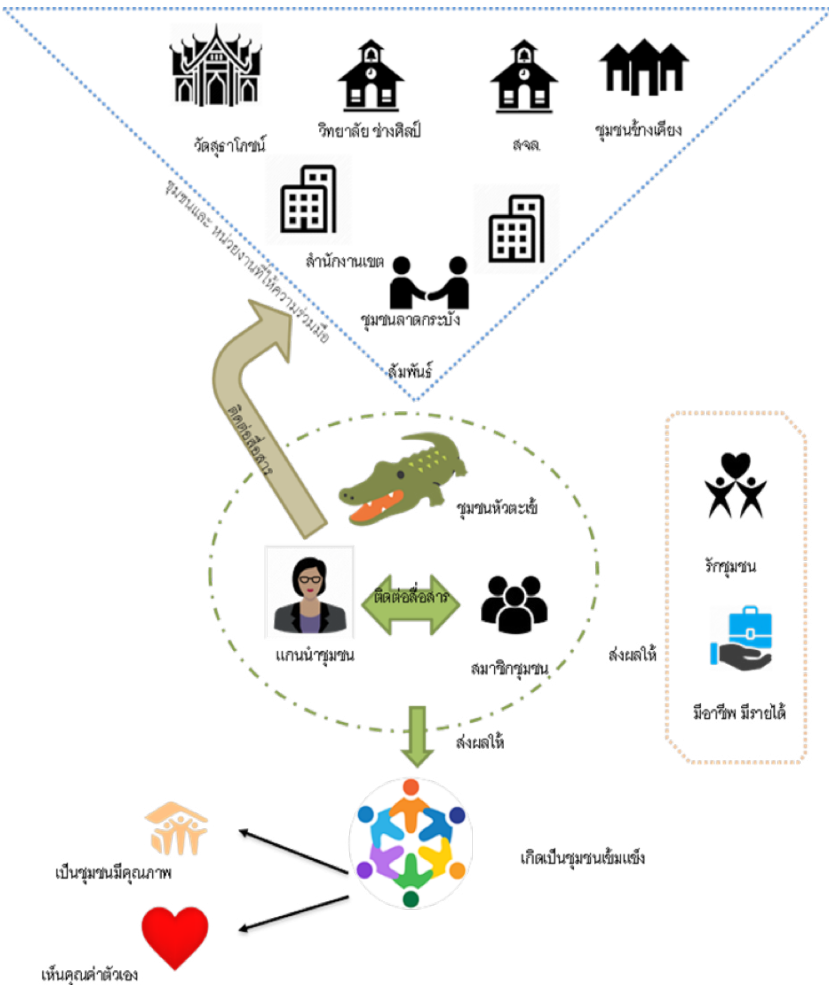 วัดสุธาโภชน์
วิทยาลัย ช่างศิลป์
สจล.
ชุมชนข้างเคียง
สำนักงานเขต
ชุมชนลาดกระบัง
สัมพันธ์
ชุมชนและ หน่วยงานที่ให้ความร่วมมือ
ติดต่อสื่อสาร
ชุมชนหัวตะเข้
ติดต่อสื่อสาร
แกนนำชุมชน
สมาชิกชุมชน
ส่งผลให้
รักชุมชน
มีอาชีพ มีรายได้
ส่งผลให้
เกิดเป็นชุมชนเข้มแข็ง
เป็นชุมชนมีคุณภาพ
เห็นคุณค่าตัวเอง